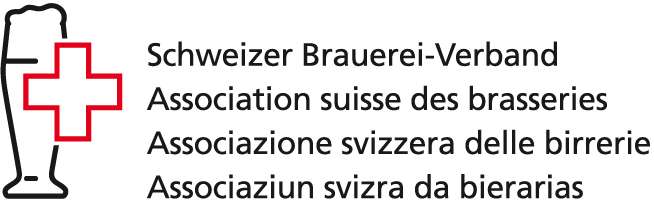 Schweizer Brauerei-Verband
Association suisse des brasseries
Associazione svizzera delle birrerie
Associaziun svizra da bierarias